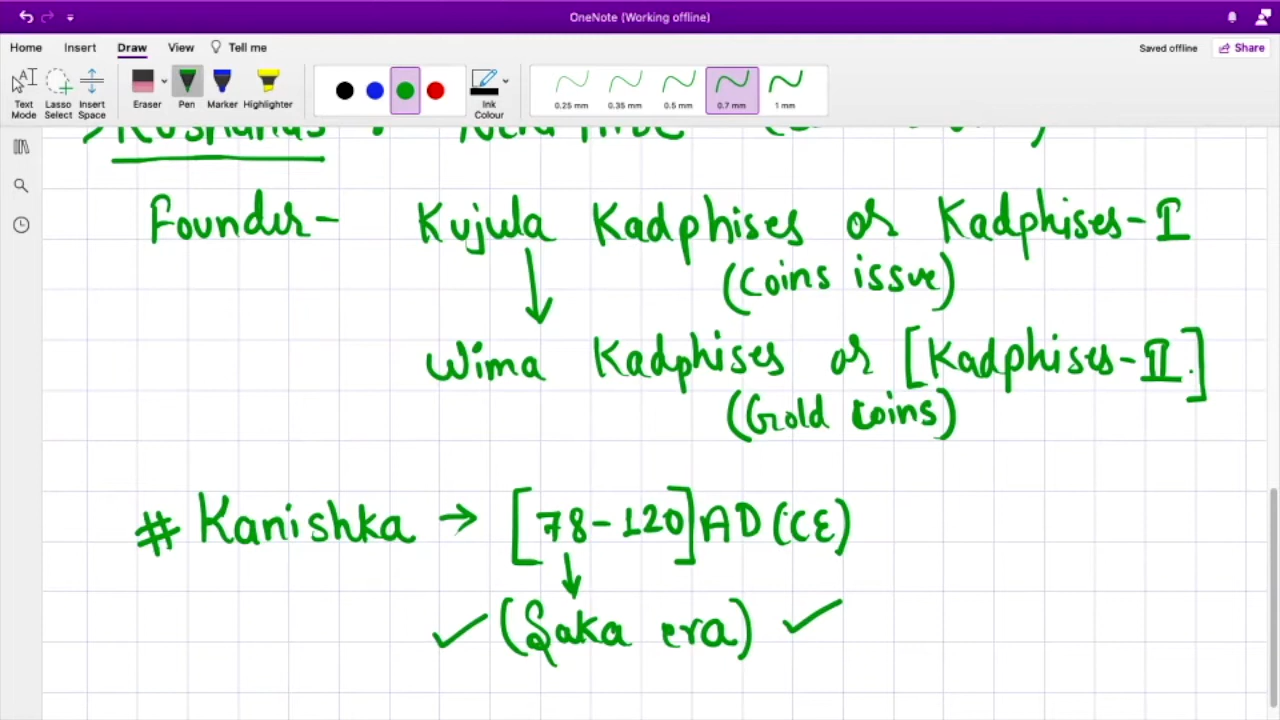 OneNote (Working offline)
Home Insert Draw View Tell me
Saved offline Share
Text Mode Lasso Select Insert Space Eraser Pen Marker Highlighter Ink Colour 0.25 mm 0.35 mm 0.5 mm 0.7 mm 1 mm
Kushanas
Founder- Kujula Kadphises or Kadphises-I
(Coins issue)
Wima Kadphises or [Kadphises-II.]
(Gold coins)
# Kanishka → [78-120] AD (CE)
✓ (Saka era) ✓